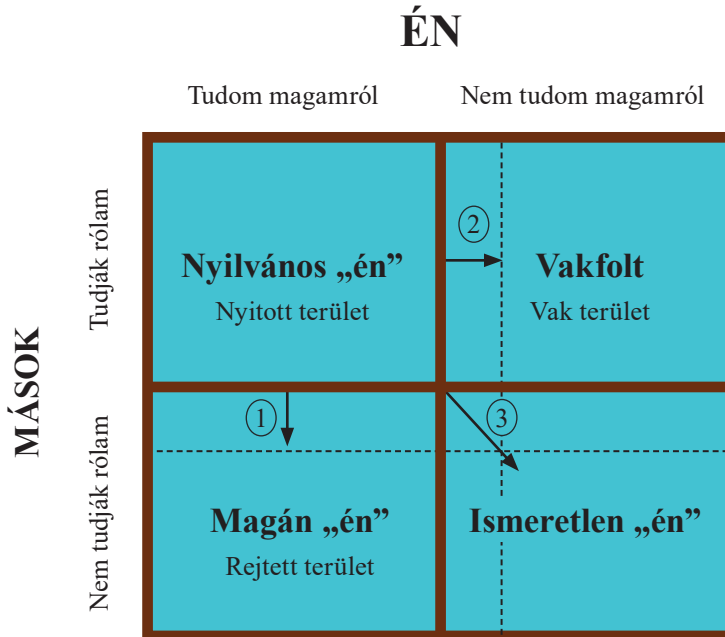 ÉN
Tudom magamról
Nem tudom magamról
MÁSOK
Tudják rólam
Nem tudják rólam
Nyilvános „én”
Nyitott terület
2
Vakfolt
Vak terület
1
3
Magán „én”
Rejtett terület
Ismeretlen „én”